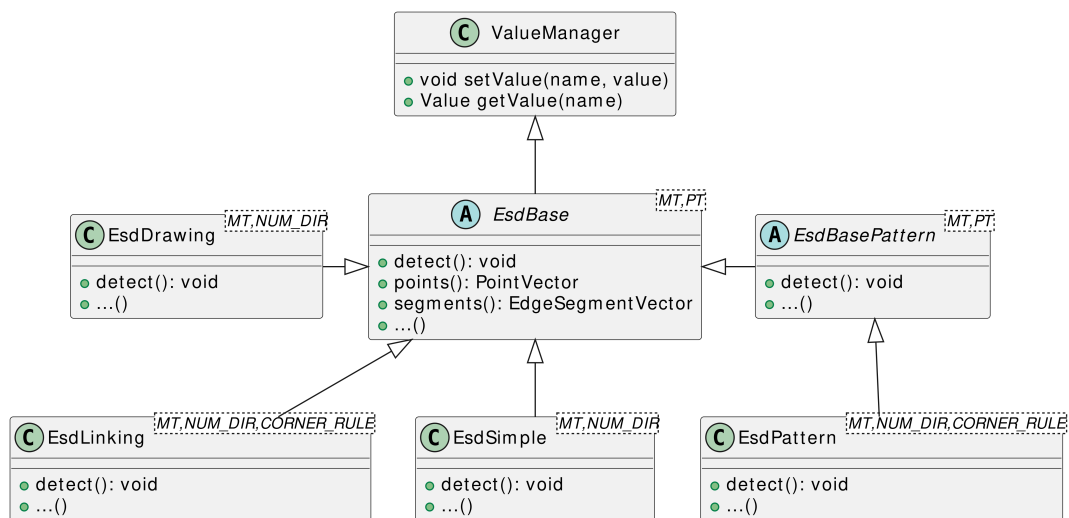 C ValueManager
void setValue(name, value)
Value getValue(name)
C EsdDrawing MT,NUM_DIR
detect(): void
...()
A EsdBase MT,PT
detect(): void
points(): PointVector
segments(): EdgeSegmentVector
...()
A EsdBasePattern MT,PT
detect(): void
...()
C EsdLinking MT,NUM_DIR,CORNER_RULE
detect(): void
...()
C EsdSimple MT,NUM_DIR
detect(): void
...()
C EsdPattern MT,NUM_DIR,CORNER_RULE
detect(): void
...()